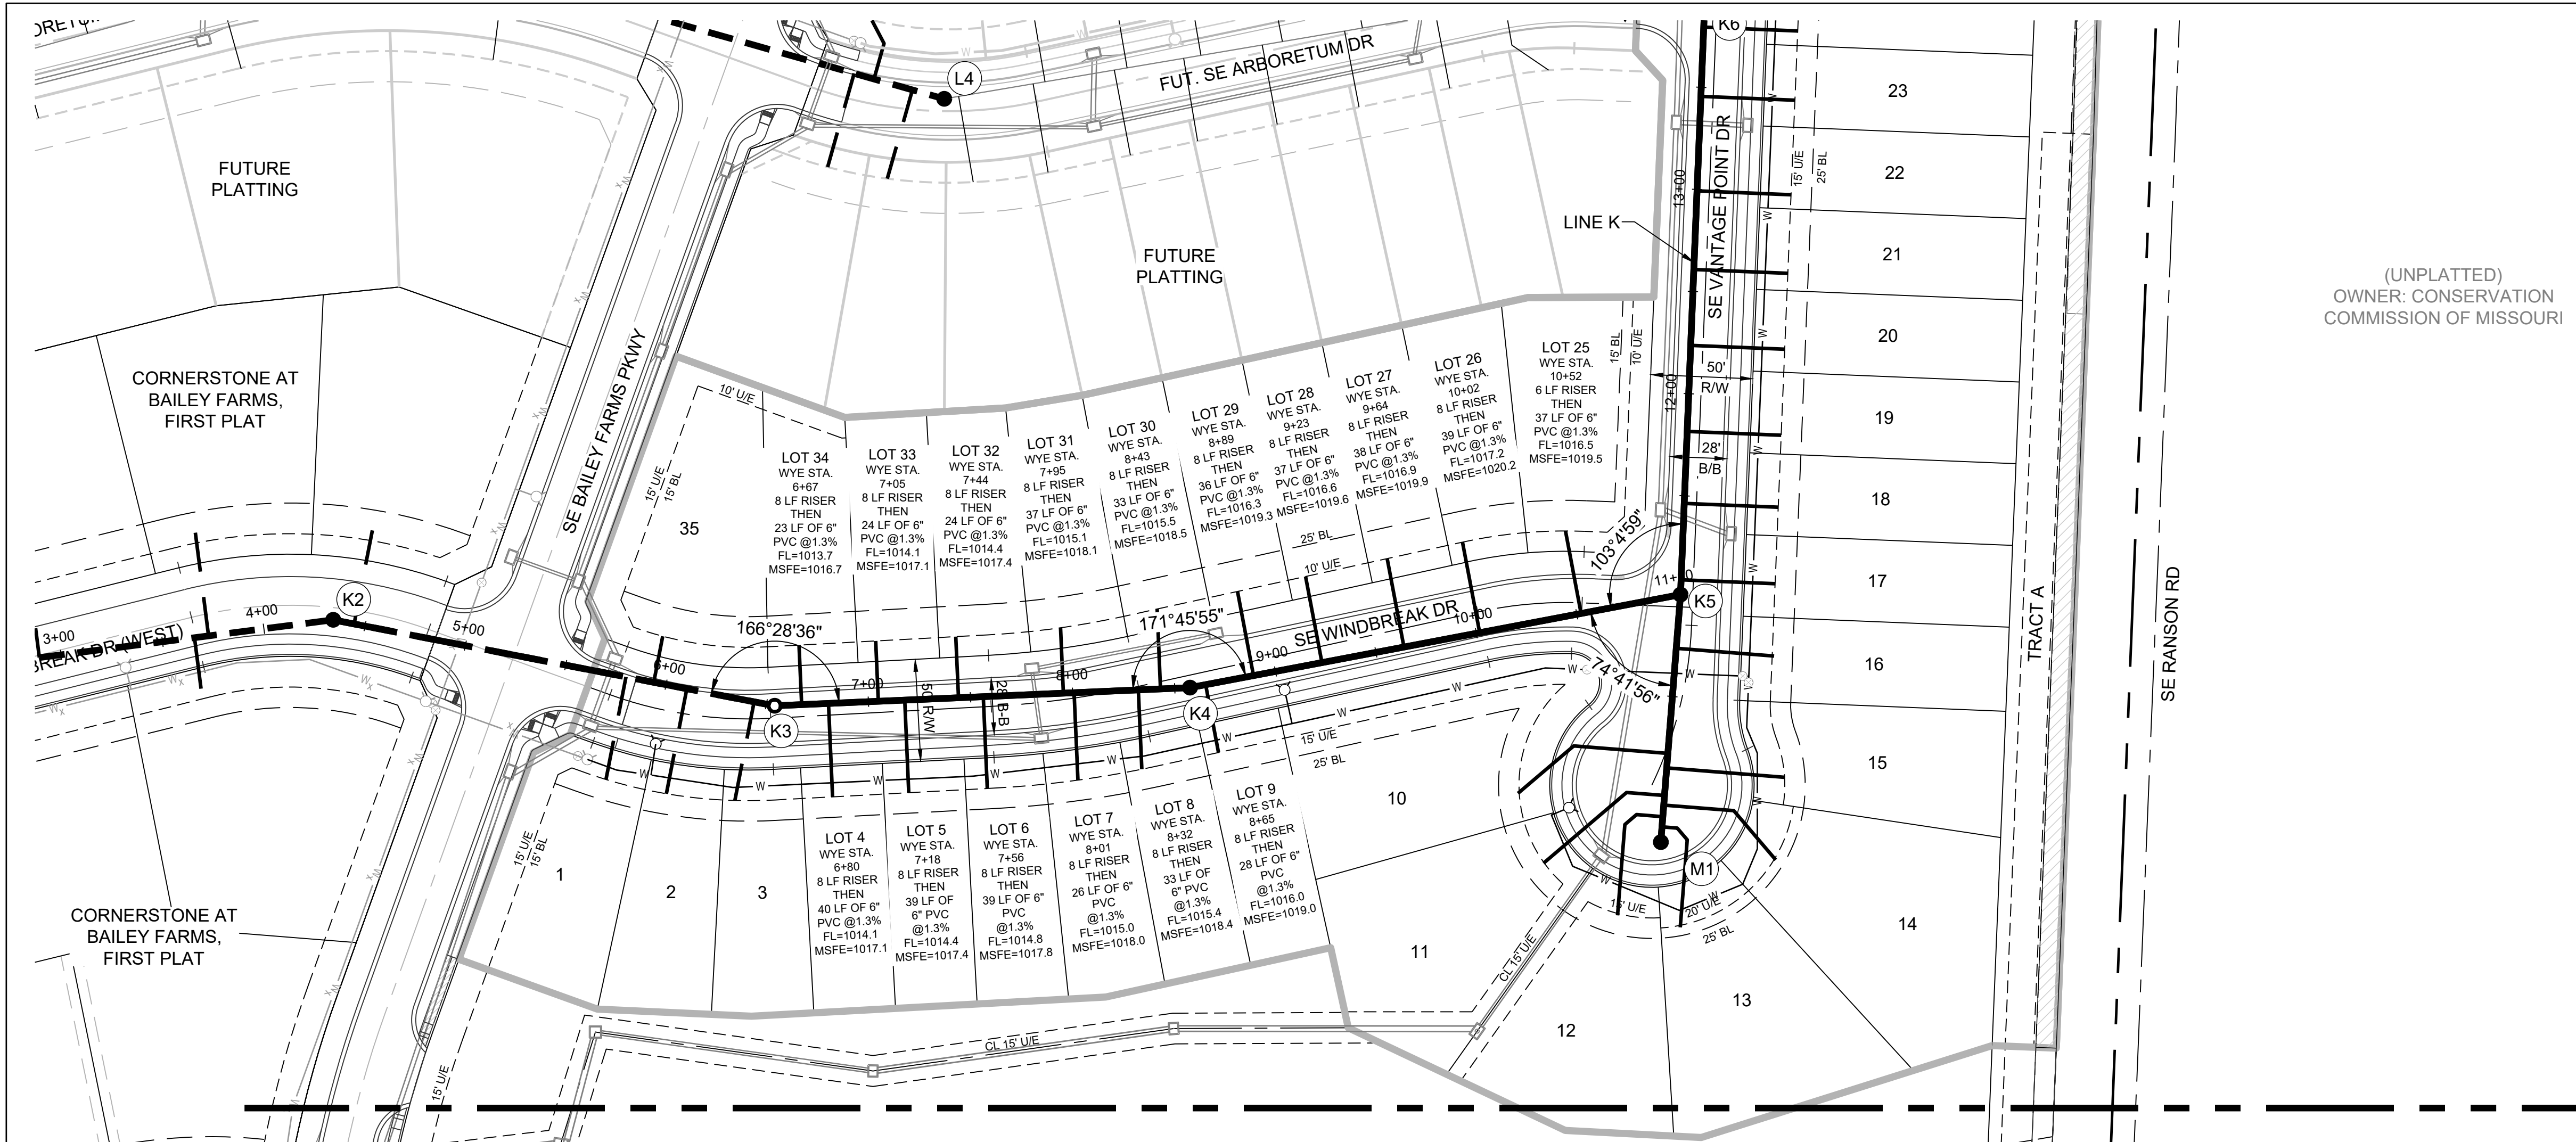 L4
FUT. SE ARBORETUM DR
K6
23
22
21
20
19
18
17
16
15
14
13
12
11
10
FUTURE
PLATTING
FUTURE
PLATTING
LINE K
13+00
12+00
SE VANTAGE POINT DR
15' U/E
25' BL
50'
R/W
28'
B/B
15' BL
10' U/E
(UNPLATTED)
OWNER: CONSERVATION
COMMISSION OF MISSOURI
SE RANSON RD
TRACT A
CORNERSTONE AT
BAILEY FARMS,
FIRST PLAT
SE BAILEY FARMS PKWY
10' U/E
15' U/E
15' BL
35
LOT 34
WYE STA.
6+67
8 LF RISER
THEN
23 LF OF 6"
PVC @1.3%
FL=1013.7
MSFE=1016.7
LOT 33
WYE STA.
7+05
8 LF RISER
THEN
24 LF OF 6"
PVC @1.3%
FL=1014.1
MSFE=1017.1
LOT 32
WYE STA.
7+44
8 LF RISER
THEN
24 LF OF 6"
PVC @1.3%
FL=1014.4
MSFE=1017.4
LOT 31
WYE STA.
7+95
8 LF RISER
THEN
37 LF OF 6"
PVC @1.3%
FL=1015.1
MSFE=1018.1
LOT 30
WYE STA.
8+43
8 LF RISER
THEN
33 LF OF 6"
PVC @1.3%
FL=1015.5
MSFE=1018.5
LOT 29
WYE STA.
8+89
8 LF RISER
THEN
36 LF OF 6"
PVC @1.3%
FL=1016.3
MSFE=1019.3
LOT 28
WYE STA.
9+23
8 LF RISER
THEN
37 LF OF 6"
PVC @1.3%
FL=1016.6
MSFE=1019.6
LOT 27
WYE STA.
9+64
8 LF RISER
THEN
38 LF OF 6"
PVC @1.3%
FL=1016.9
MSFE=1019.9
LOT 26
WYE STA.
10+02
8 LF RISER
THEN
39 LF OF 6"
PVC @1.3%
FL=1017.2
MSFE=1020.2
LOT 25
WYE STA.
10+52
6 LF RISER
THEN
37 LF OF 6"
PVC @1.3%
FL=1016.5
MSFE=1019.5
25' BL
10' U/E
103°4'59"
11+00
K5
K2
3+00
4+00
5+00
6+00
7+00
8+00
9+00
10+00
BREAK DR (WEST)
166°28'36"
171°45'55"
SE WINDBREAK DR
74°41'56"
K3
K4
50' R/W
28' B-B
15' U/E
25' BL
15' U/E
15' BL
1
2
3
LOT 4
WYE STA.
6+80
8 LF RISER
THEN
40 LF OF 6"
PVC @1.3%
FL=1014.1
MSFE=1017.1
LOT 5
WYE STA.
7+18
8 LF RISER
THEN
39 LF OF
6" PVC
@1.3%
FL=1014.4
MSFE=1017.4
LOT 6
WYE STA.
7+56
8 LF RISER
THEN
39 LF OF 6"
PVC
@1.3%
FL=1014.8
MSFE=1017.8
LOT 7
WYE STA.
8+01
8 LF RISER
THEN
26 LF OF 6"
PVC
@1.3%
FL=1015.0
MSFE=1018.0
LOT 8
WYE STA.
8+32
8 LF RISER
THEN
33 LF OF
6" PVC
@1.3%
FL=1015.4
MSFE=1018.4
LOT 9
WYE STA.
8+65
8 LF RISER
THEN
28 LF OF 6"
PVC
@1.3%
FL=1016.0
MSFE=1019.0
M1
15' U/E
20' U/E
25' BL
CL 15' U/E
CL 15' U/E
15' U/E
CORNERSTONE AT
BAILEY FARMS,
FIRST PLAT